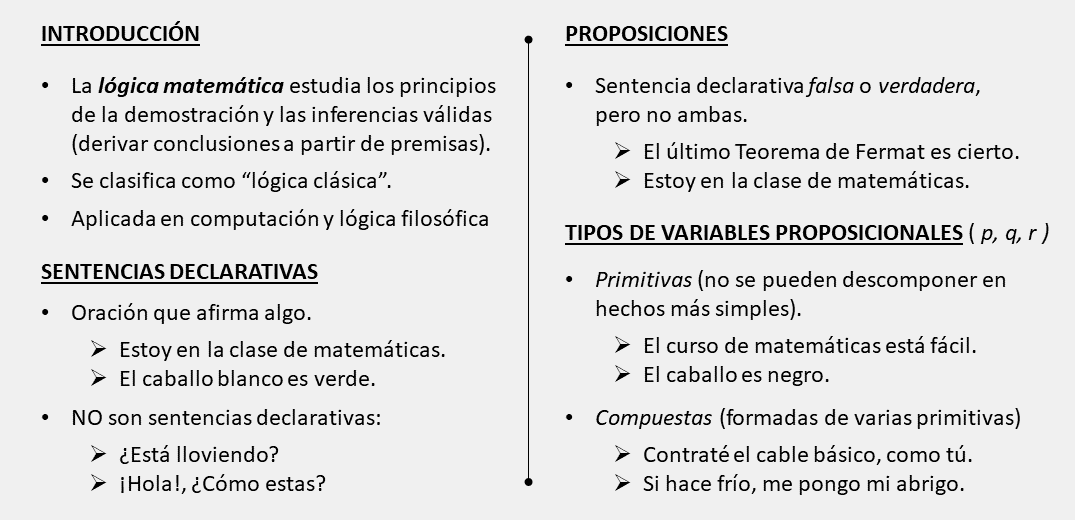 INTRODUCCIÓN
• La lógica matemática estudia los principios
de la demostración y las inferencias válidas
(derivar conclusiones a partir de premisas).
• Se clasifica como “lógica clásica”.
• Aplicada en computación y lógica filosófica
SENTENCIAS DECLARATIVAS
• Oración que afirma algo.
➢ Estoy en la clase de matemáticas.
➢ El caballo blanco es verde.
• NO son sentencias declarativas:
➢ ¿Está lloviendo?
➢ ¡Hola!, ¿Cómo estas?
PROPOSICIONES
• Sentencia declarativa falsa o verdadera,
pero no ambas.
➢ El último Teorema de Fermat es cierto.
➢ Estoy en la clase de matemáticas.
TIPOS DE VARIABLES PROPOSICIONALES ( p, q, r )
• Primitivas (no se pueden descomponer en
hechos más simples).
➢ El curso de matemáticas está fácil.
➢ El caballo es negro.
• Compuestas (formadas de varias primitivas)
➢ Contraté el cable básico, como tú.
➢ Si hace frío, me pongo mi abrigo.